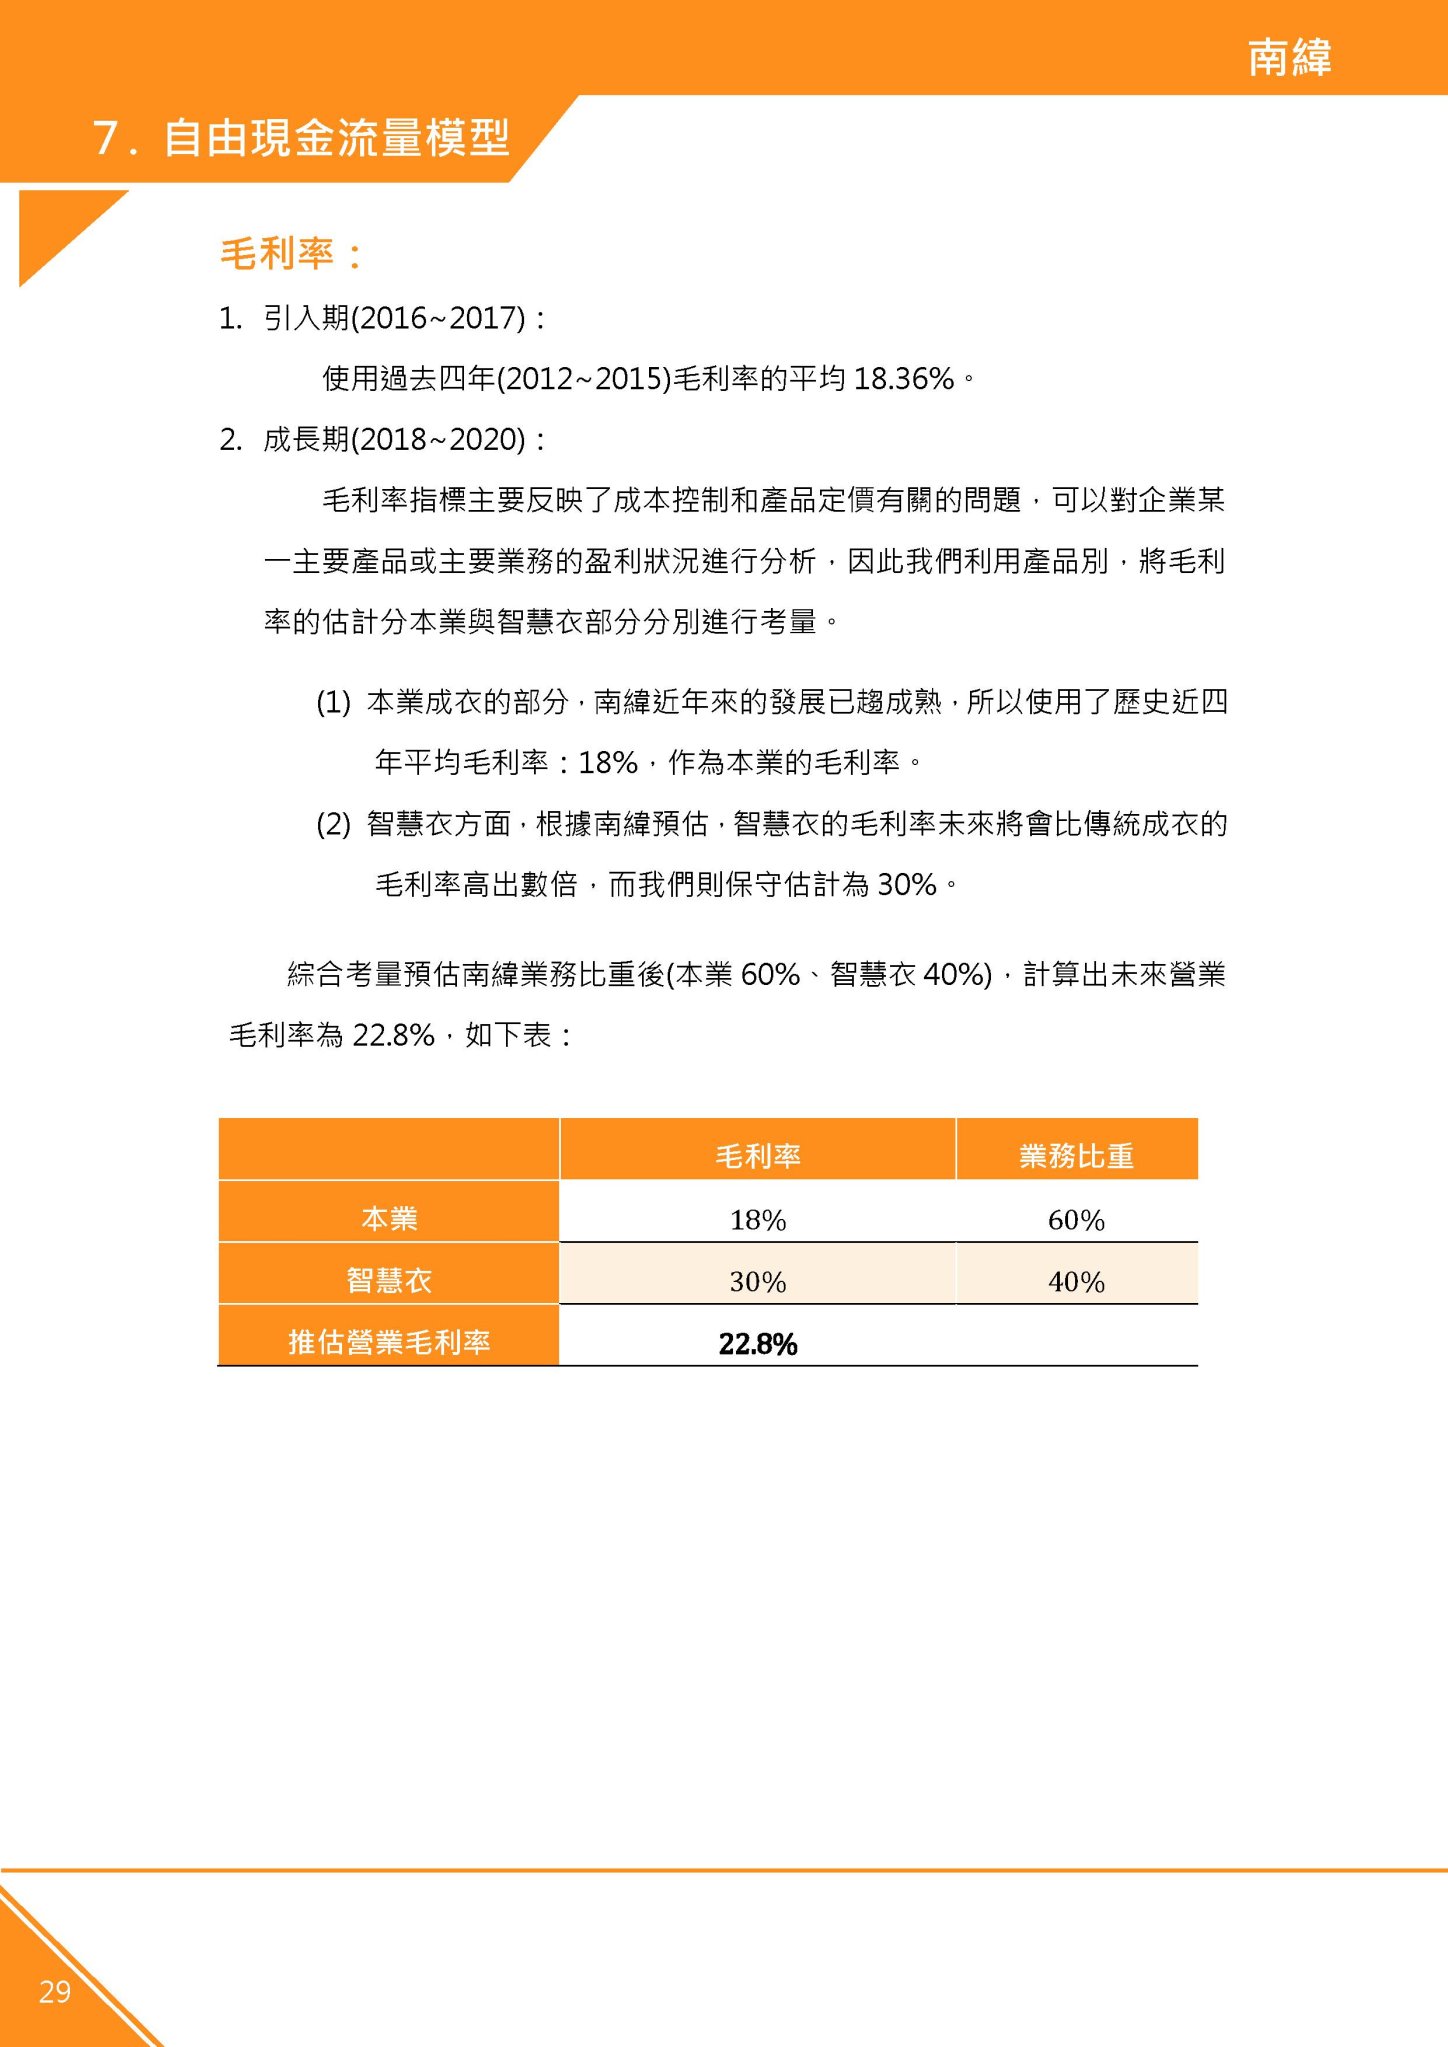 南緯
7. 自由現金流量模型
毛利率：
1. 引入期(2016~2017)：
使用過去四年(2012~2015)毛利率的平均 18.36%。
2. 成長期(2018~2020)：
毛利率指標主要反映了成本控制和產品定價有關的問題，可以對企業某
一主要產品或主要業務的盈利狀況進行分析，因此我們利用產品別，將毛利
率的估計分本業與智慧衣部分分別進行考量。
(1) 本業成衣的部分，南緯近年來的發展已趨成熟，所以使用了歷史近四
年平均毛利率：18%，作為本業的毛利率。
(2) 智慧衣方面，根據南緯預估，智慧衣的毛利率未來將會比傳統成衣的
毛利率高出數倍，而我們則保守估計為 30%。
綜合考量預估南緯業務比重後(本業 60%、智慧衣 40%)，計算出未來營業
毛利率為 22.8%，如下表：
毛利率 業務比重
本業 18% 60%
智慧衣 30% 40%
推估營業毛利率 22.8%
29